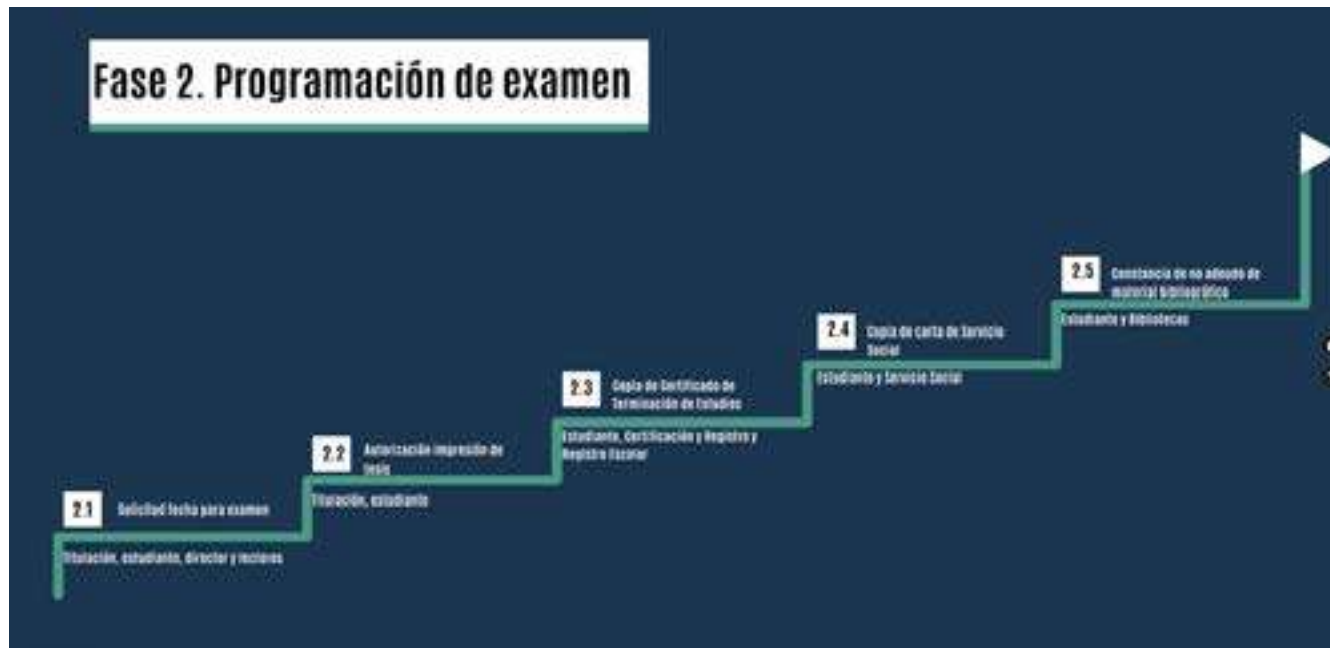 Fase 2. Programación de examen
2.1
Solicitud fecha para examen
Titulación, estudiante, director y lectores
2.2
Autorización impresión de
tesis
Titulación, estudiante
2.3
Copia de Certificado de
Terminación de Estudios
Estudiante, Certificación y Registro y
Registro Escolar
2.4
Copia de carta de Servicio
Social
Estudiante y Servicio Social
2.5
Constancia de no adeudo de
material bibliográfico
Estudiante y Bibliotecas